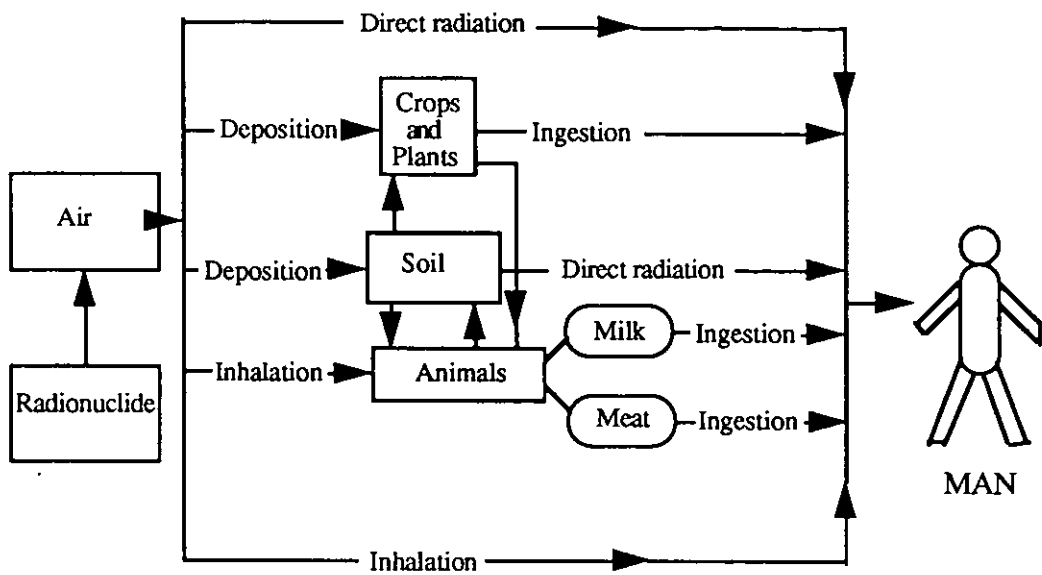 Direct radiation
Crops
and
Plants
Deposition
Ingestion
Air
Deposition
Soil
Direct radiation
Milk
Ingestion
Inhalation
Animals
Radionuclide
Meat
Ingestion
MAN
Inhalation